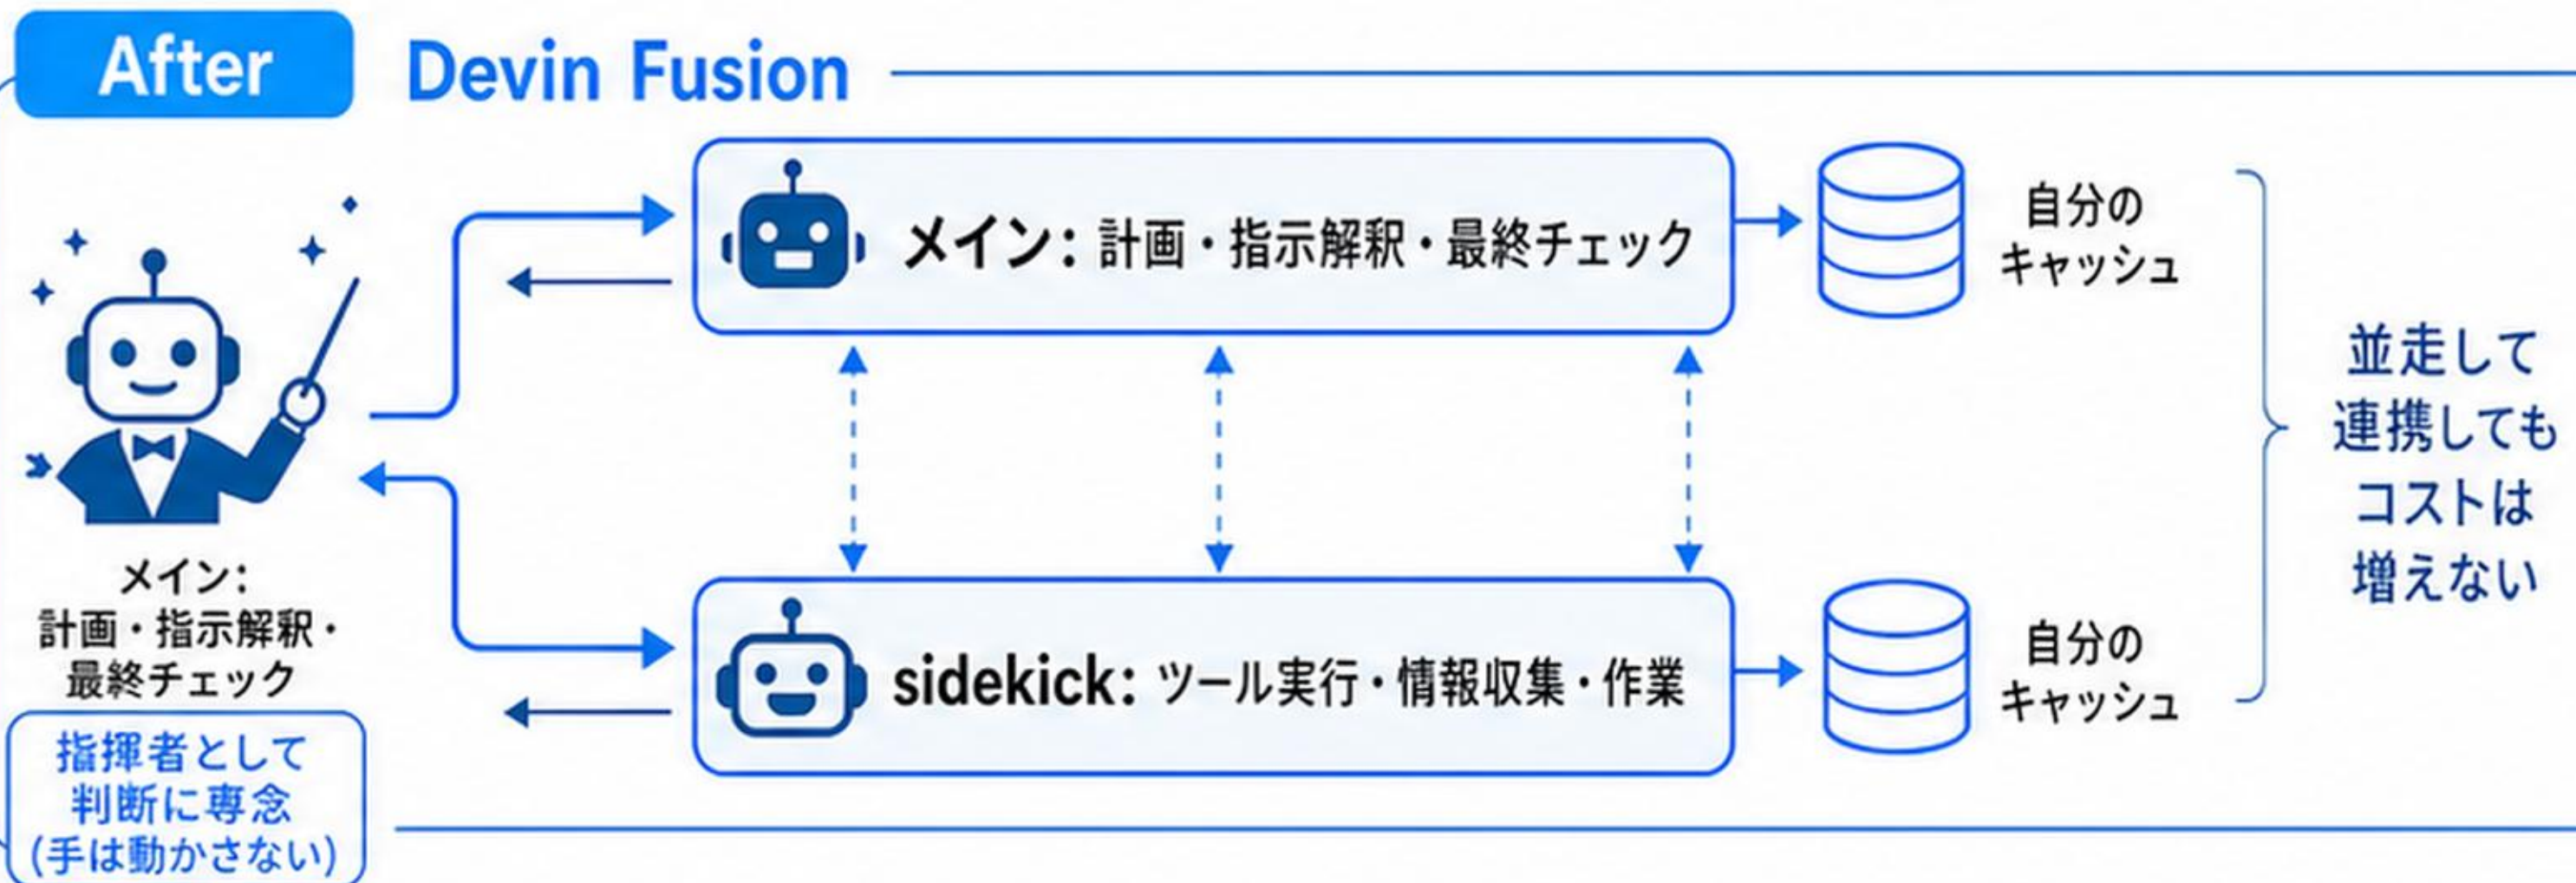 After
Devin Fusion
メイン: 計画・指示解釈・最終チェック
自分の
キャッシュ
並走して
連携しても
コストは
増えない
メイン:
計画・指示解釈・
最終チェック
sidekick: ツール実行・情報収集・作業
自分の
キャッシュ
指揮者として
判断に専念
(手は動かさない)